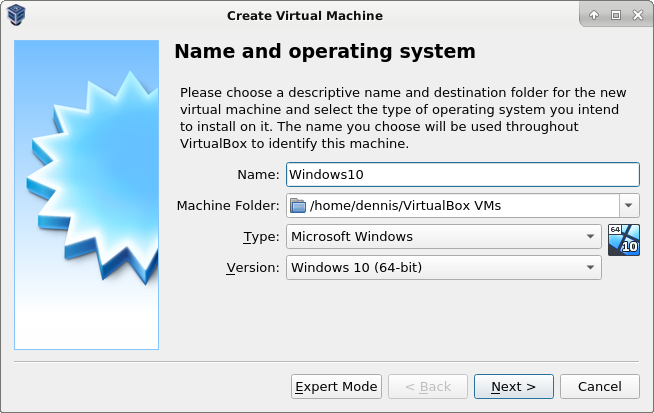 Create Virtual Machine
Name and operating system
Please choose a descriptive name and destination folder for the new
virtual machine and select the type of operating system you intend
to install on it. The name you choose will be used throughout
VirtualBox to identify this machine.
Name: Windows10
Machine Folder: /home/dennis/VirtualBox VMs
Type: Microsoft Windows
64
10
Version: Windows 10 (64-bit)
Expert Mode < Back Next > Cancel